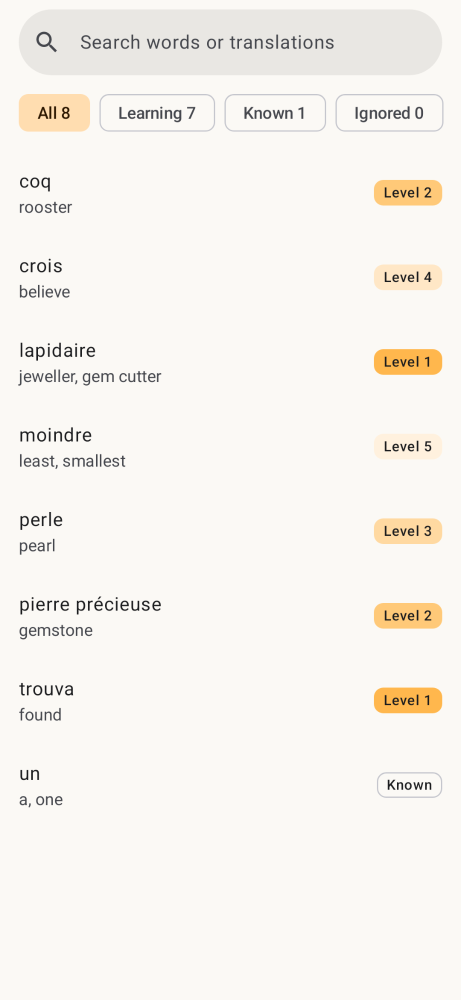 Search words or translations
All 8
Learning 7
Known 1
Ignored 0
coq
rooster
Level 2
crois
believe
Level 4
lapidaire
jeweller, gem cutter
Level 1
moindre
least, smallest
Level 5
perle
pearl
Level 3
pierre précieuse
gemstone
Level 2
trouva
found
Level 1
un
a, one
Known